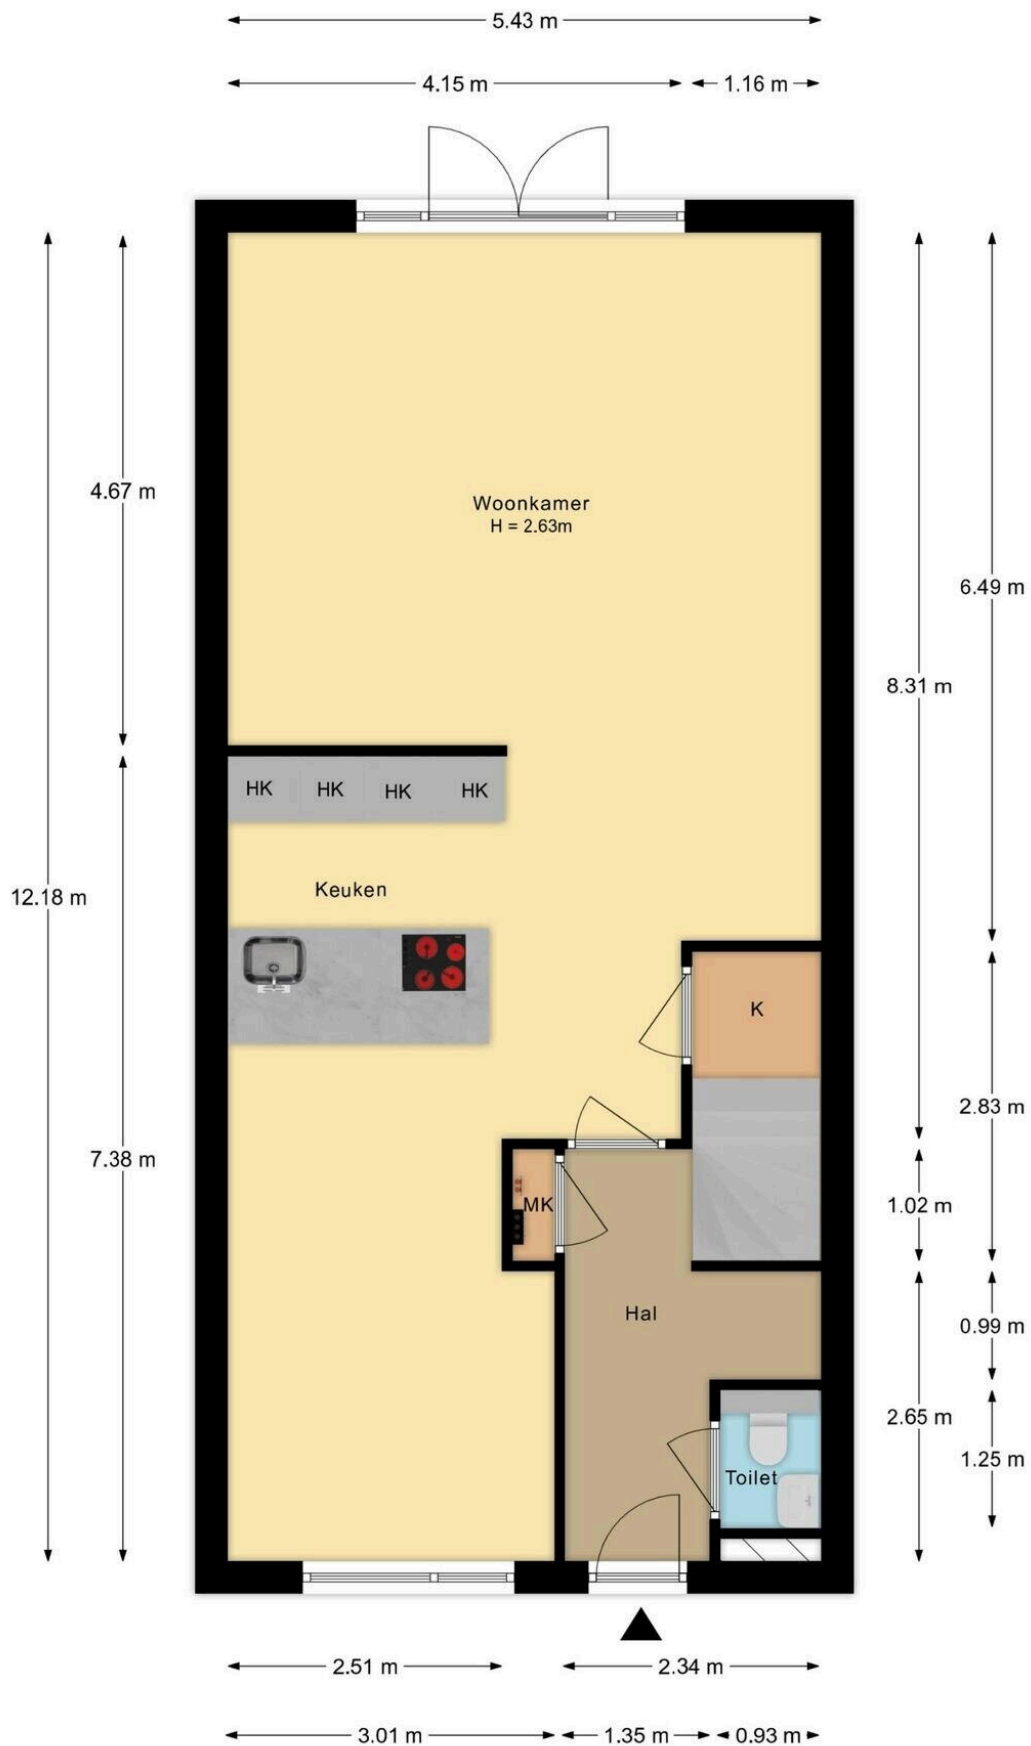 5.43 m
4.15 m
1.16 m
4.67 m
Woonkamer
H = 2.63m
6.49 m
8.31 m
HK HK HK HK
Keuken
12.18 m
K
2.83 m
7.38 m
MK
1.02 m
Hal
0.99 m
2.65 m
1.25 m
Toilet
2.51 m
2.34 m
3.01 m
1.35 m
0.93 m